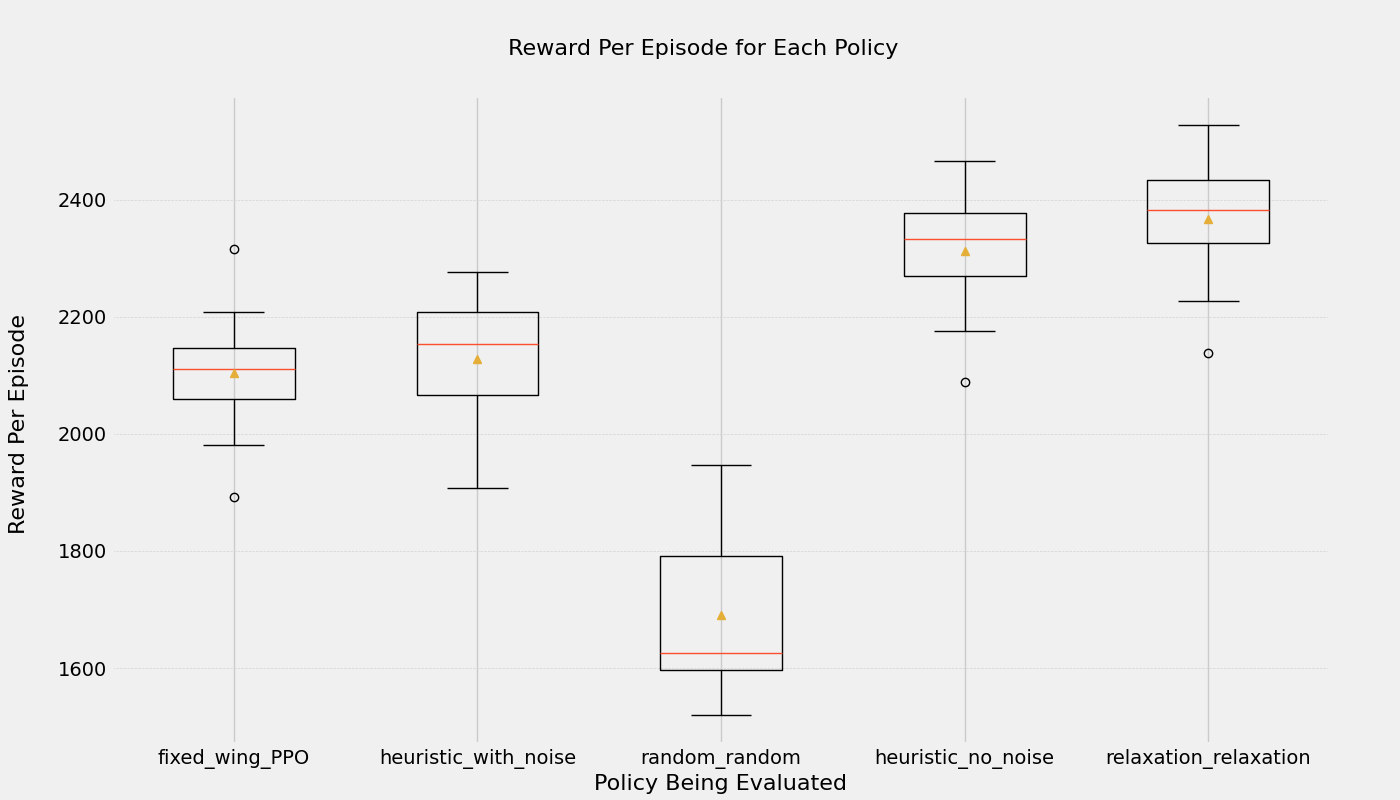 Reward Per Episode for Each Policy
Reward Per Episode
2400
2200
2000
1800
1600
fixed_wing_PPO heuristic_with_noise random_random heuristic_no_noise relaxation_relaxation
Policy Being Evaluated